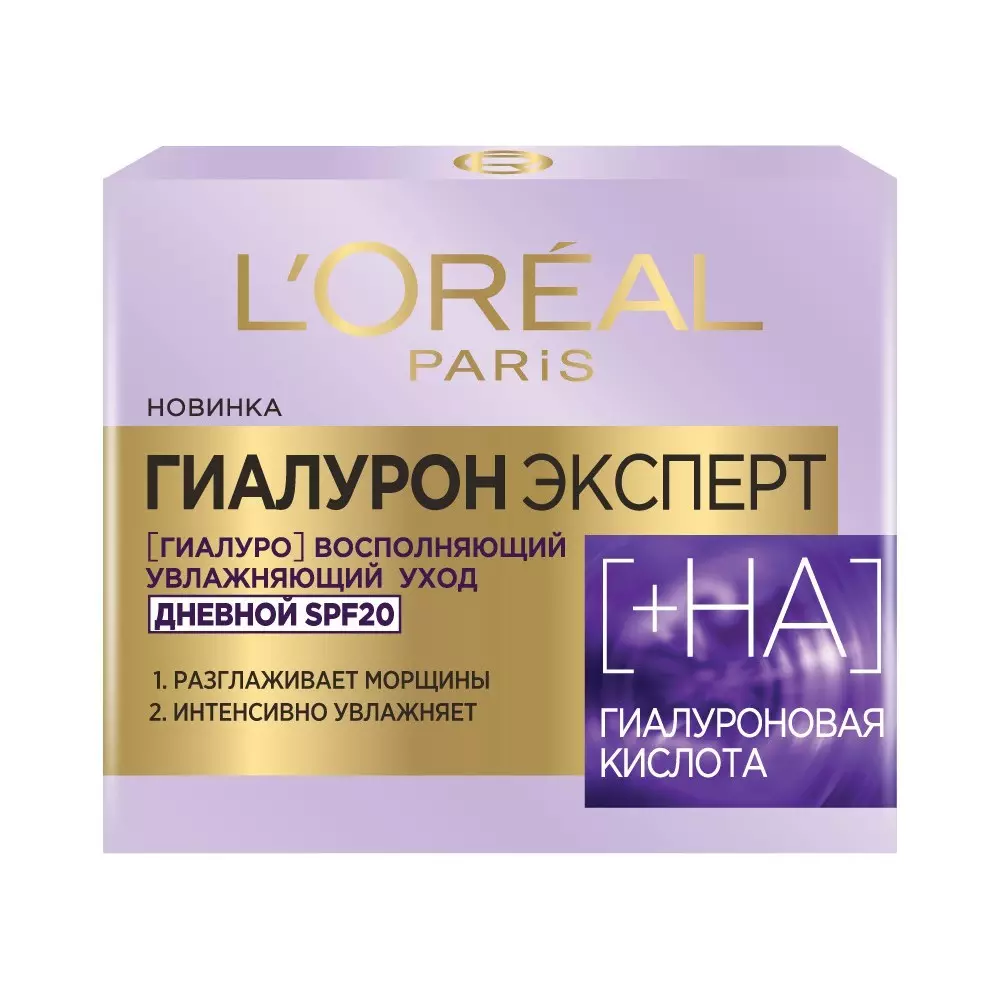 L'ORÉAL
PARiS
НОВИНКА
ГИАЛУРОН ЭКСПЕРТ
[ГИАЛУРО] ВОСПОЛНЯЮЩИЙ
УВЛАЖНЯЮЩИЙ УХОД
ДНЕВНОЙ SPF20
1. РАЗГЛАЖИВАЕТ МОРЩИНЫ
2. ИНТЕНСИВНО УВЛАЖНЯЕТ
[+HA]
ГИАЛУРОНОВАЯ
КИСЛОТА